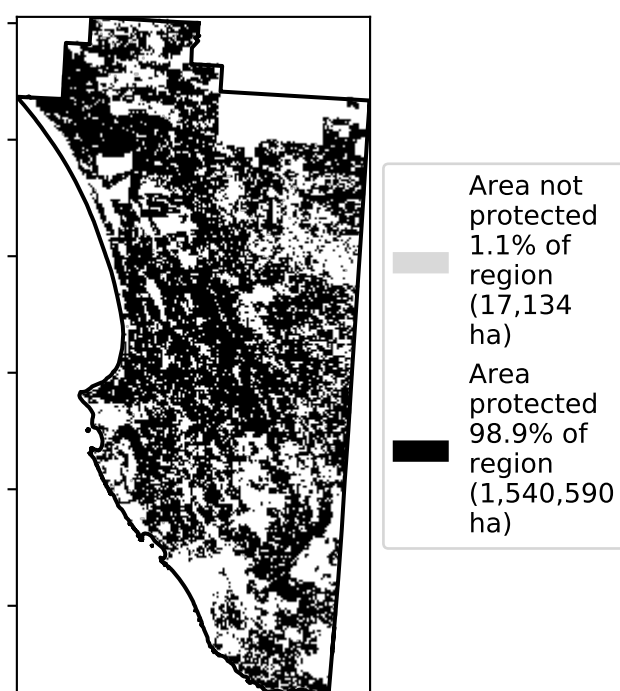 Area not
protected
1.1% of
region
(17,134
ha)
Area
protected
98.9% of
region
(1,540,590
ha)